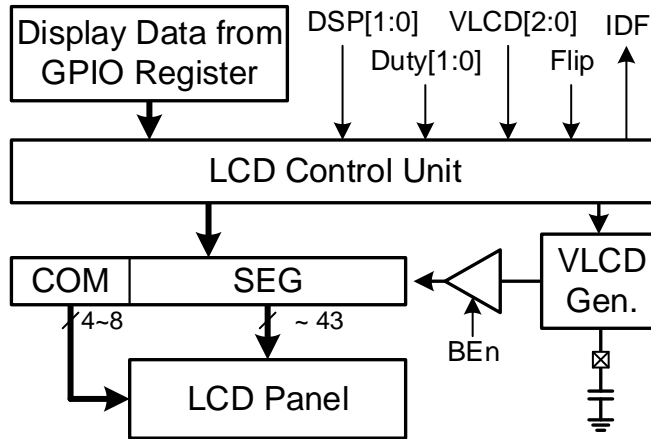 Display Data from
GPIO Register
DSP[1:0]
VLCD[2:0]
IDF
Duty[1:0]
Flip
LCD Control Unit
COM
SEG
VLCD
Gen.
4~8
~ 43
BEn
LCD Panel